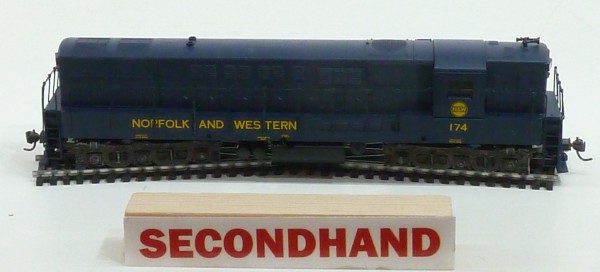 NORFOLK AND WESTERN
174
SECONDHAND